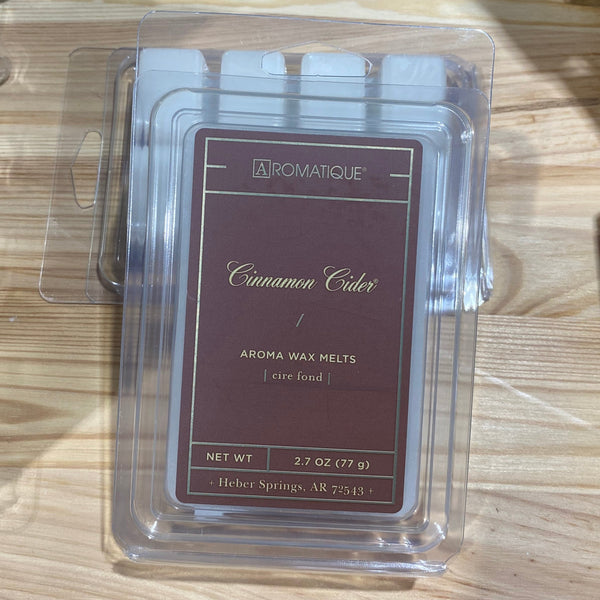 AROMATIQUE®
Cinnamon Cider®
/
AROMA WAX MELTS
| cire fond |
NET WT 2.7 OZ (77 g)
+ Heber Springs, AR 72543 +